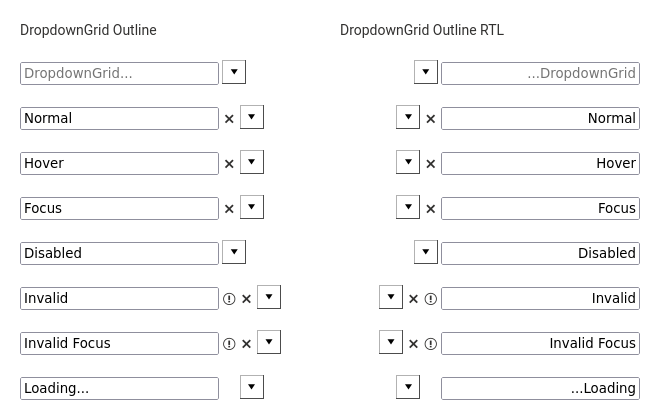 DropdownGrid Outline
DropdownGrid Outline RTL
DropdownGrid...
...DropdownGrid
Normal
Normal
Hover
Hover
Focus
Focus
Disabled
Disabled
Invalid
Invalid
Invalid Focus
Invalid Focus
Loading...
...Loading